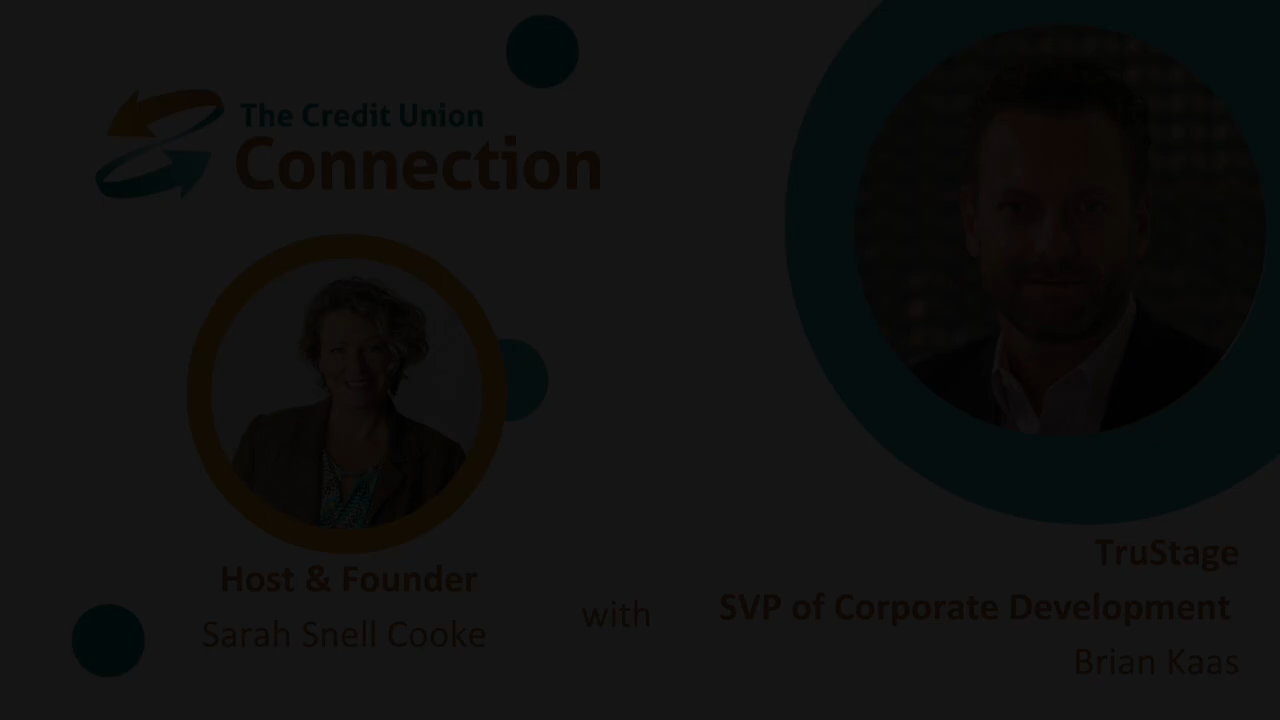 The Credit Union
Connection
Host & Founder
Sarah Snell Cooke
with
TruStage
SVP of Corporate Development
Brian Kaas